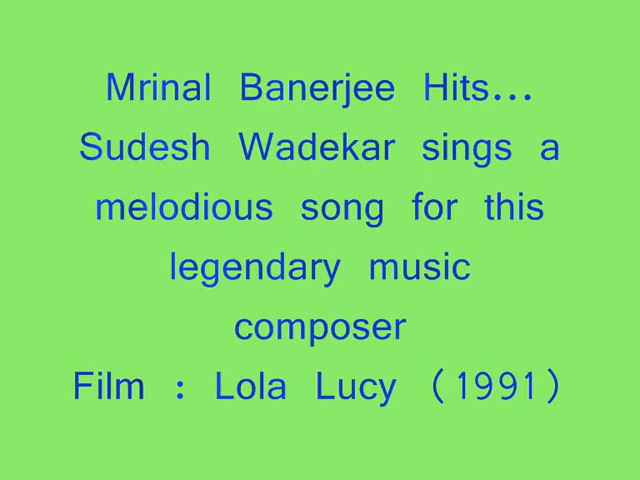 Mrinal Banerjee Hits...
Sudesh Wadekar sings a
melodious song for this
legendary music
composer
Film : Lola Lucy (1991)